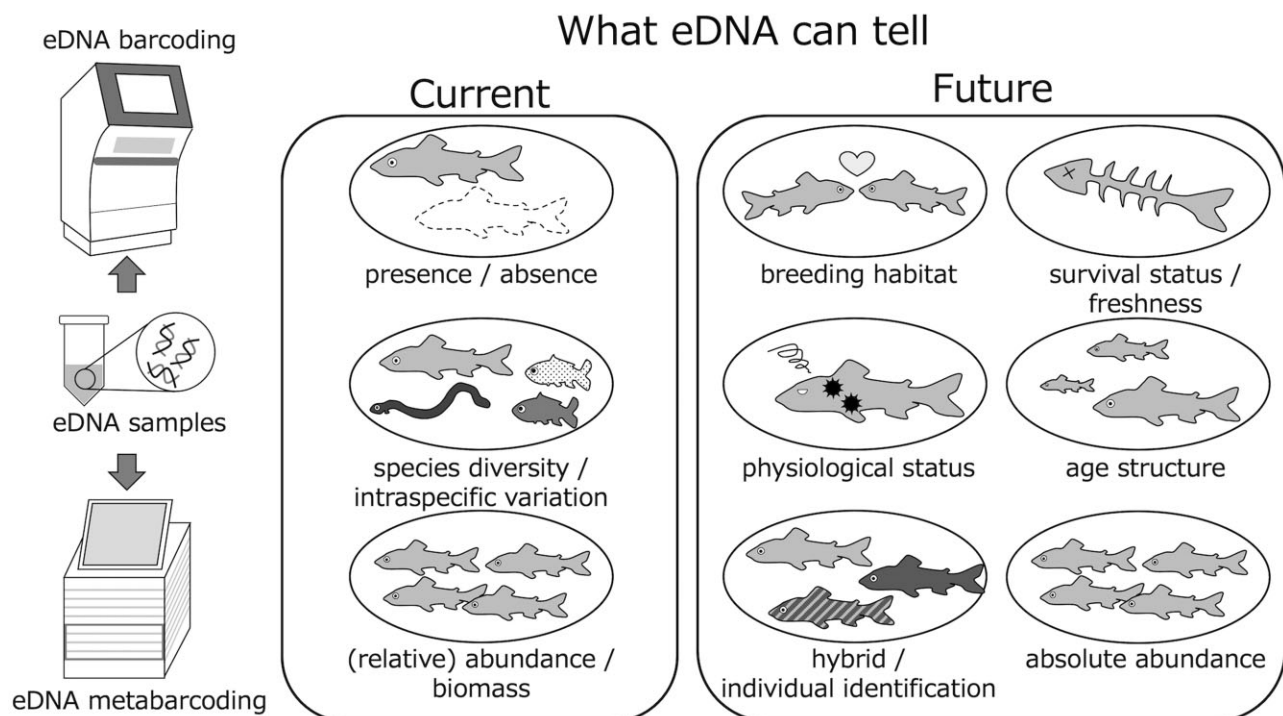 What eDNA can tell
eDNA barcoding
eDNA samples
eDNA metabarcoding
Current
presence / absence
species diversity /
intraspecific variation
(relative) abundance /
biomass
Future
breeding habitat
survival status /
freshness
physiological status
age structure
hybrid /
individual identification
absolute abundance